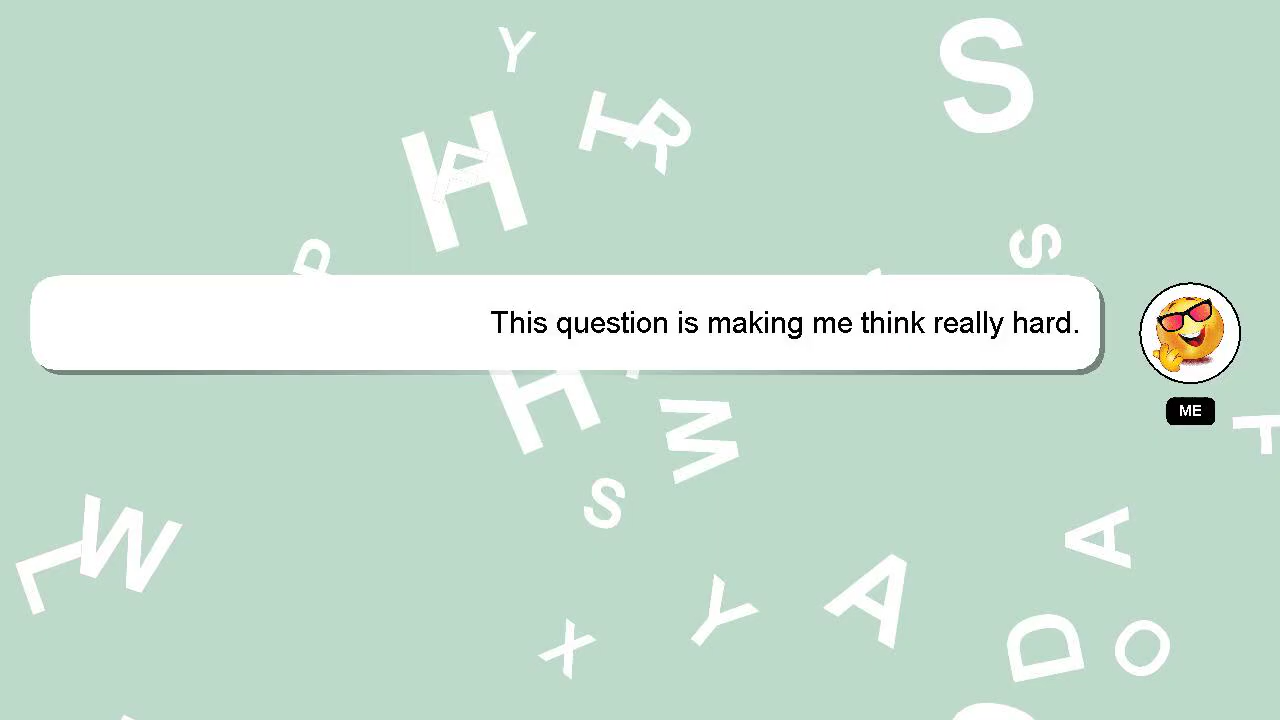 Y
S
T
R
H
A
S
P
This question is making me think really hard.
ME
H
W
T
S
W
A
L
A
Y
D
O
X